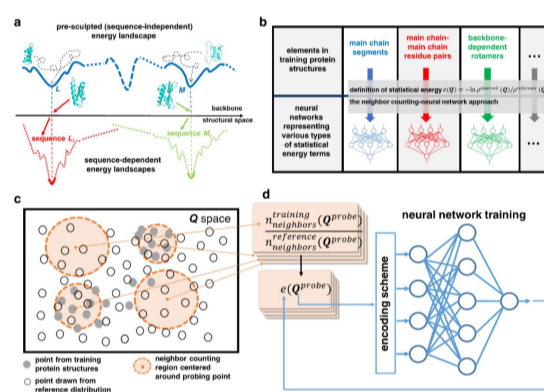 a
pre-sculpted (sequence-independent)
energy landscape
L
M
backbone
structural space
sequence L
sequence M
sequence-dependent
energy landscapes
b
elements in
training protein
structures
main chain
segments
main chain-
main chain
residue pairs
backbone-
dependent
rotamers
...
definition of statistical energy e(Q) = −ln ρ^observed (Q)/ρ^reference (Q
the neighbor counting-neural network approach
neural
networks
representing
various types
of statistical
energy terms
...
c
Q space
point from training
protein structures
point drawn from
reference distribution
neighbor counting
region centered
around probing point
d
n^training_neighbors (Q^probe)
n^reference_neighbors (Q^probe)
e(Q^probe)
encoding scheme
neural network training